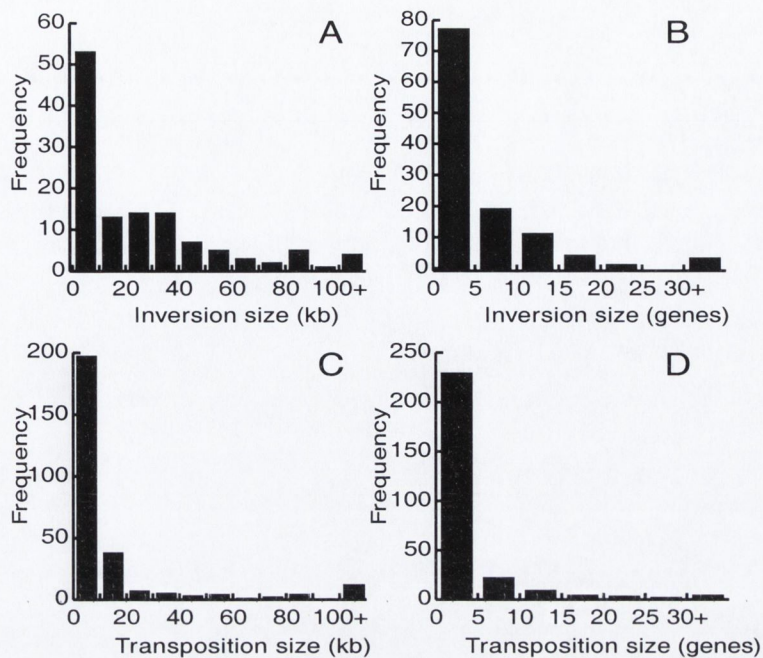 A
Frequency
60
50
40
30
20
10
0
0 20 40 60 80 100+
Inversion size (kb)
B
Frequency
80
70
60
50
40
30
20
10
0
0 5 10 15 20 25 30+
Inversion size (genes)
C
Frequency
200
150
100
50
0
0 20 40 60 80 100+
Transposition size (kb)
D
Frequency
250
200
150
100
50
0
0 5 10 15 20 25 30+
Transposition size (genes)